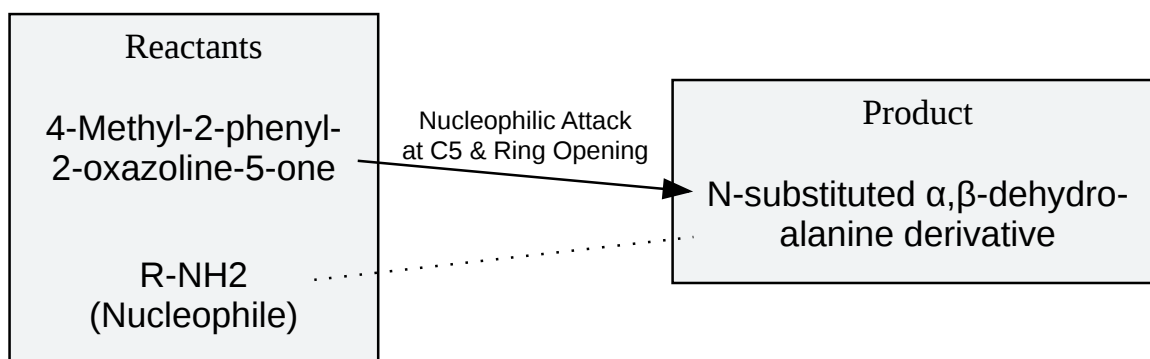 Reactants
4-Methyl-2-phenyl-
2-oxazoline-5-one
R-NH2
(Nucleophile)
Nucleophilic Attack
at C5 & Ring Opening
Product
N-substituted α,β-dehydro-
alanine derivative